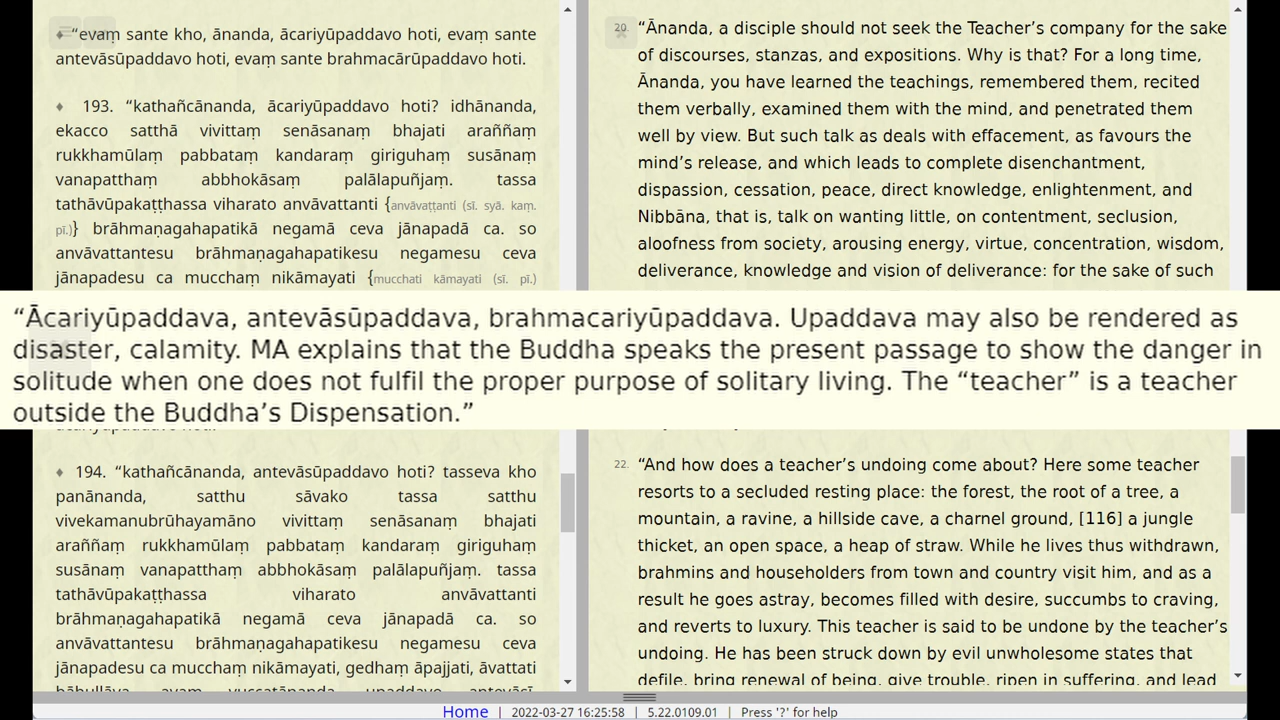 ♦ “evaṃ sante kho, ānanda, ācariyūpaddavo hoti, evaṃ sante
antevāsūpaddavo hoti, evaṃ sante brahmacārūpaddavo hoti.
♦ 193. “kathañcānanda, ācariyūpaddavo hoti? idhānanda,
ekacco satthā vivittaṃ senāsanaṃ bhajati araññaṃ
rukkhamūlaṃ pabbataṃ kandaraṃ giriguhaṃ susānaṃ
vanapatthaṃ abbhokāsaṃ palālapuñjaṃ. tassa
tathāvūpakaṭṭhassa viharato anvāvattanti {anvāvaṭṭanti (sī. syā. kaṃ.
pī.)} brāhmaṇagahapatikā negamā ceva jānapadā ca. so
anvāvattantesu brāhmaṇagahapatikesu negamesu ceva
jānapadesu ca mucchaṃ nikāmayati {mucchati kāmayati (sī. pī.)
20. “Ānanda, a disciple should not seek the Teacher’s company for the sake
of discourses, stanzas, and expositions. Why is that? For a long time,
Ānanda, you have learned the teachings, remembered them, recited
them verbally, examined them with the mind, and penetrated them
well by view. But such talk as deals with effacement, as favours the
mind’s release, and which leads to complete disenchantment,
dispassion, cessation, peace, direct knowledge, enlightenment, and
Nibbāna, that is, talk on wanting little, on contentment, seclusion,
aloofness from society, arousing energy, virtue, concentration, wisdom,
deliverance, knowledge and vision of deliverance: for the sake of such
“Ācariyūpaddava, antevāsūpaddava, brahmacariyūpaddava. Upaddava may also be rendered as
disaster, calamity. MA explains that the Buddha speaks the present passage to show the danger in
solitude when one does not fulfil the proper purpose of solitary living. The “teacher” is a teacher
outside the Buddha’s Dispensation.”
♦ 194. “kathañcānanda, antevāsūpaddavo hoti? tasseva kho
panānanda, satthu sāvako tassa satthu
vivekamanubrūhayamāno vivittaṃ senāsanaṃ bhajati
araññaṃ rukkhamūlaṃ pabbataṃ kandaraṃ giriguhaṃ
susānaṃ vanapatthaṃ abbhokāsaṃ palālapuñjaṃ. tassa
tathāvūpakaṭṭhassa viharato anvāvattanti
brāhmaṇagahapatikā negamā ceva jānapadā ca. so
anvāvattantesu brāhmaṇagahapatikesu negamesu ceva
jānapadesu ca mucchaṃ nikāmayati, gedhaṃ āpajjati, āvattati
22. “And how does a teacher’s undoing come about? Here some teacher
resorts to a secluded resting place: the forest, the root of a tree, a
mountain, a ravine, a hillside cave, a charnel ground, [116] a jungle
thicket, an open space, a heap of straw. While he lives thus withdrawn,
brahmins and householders from town and country visit him, and as a
result he goes astray, becomes filled with desire, succumbs to craving,
and reverts to luxury. This teacher is said to be undone by the teacher’s
undoing. He has been struck down by evil unwholesome states that
defile, bring renewal of being, give trouble, ripen in suffering, and lead
Home | 2022-03-27 16:25:58 | 5.22.0109.01 | Press '?' for help